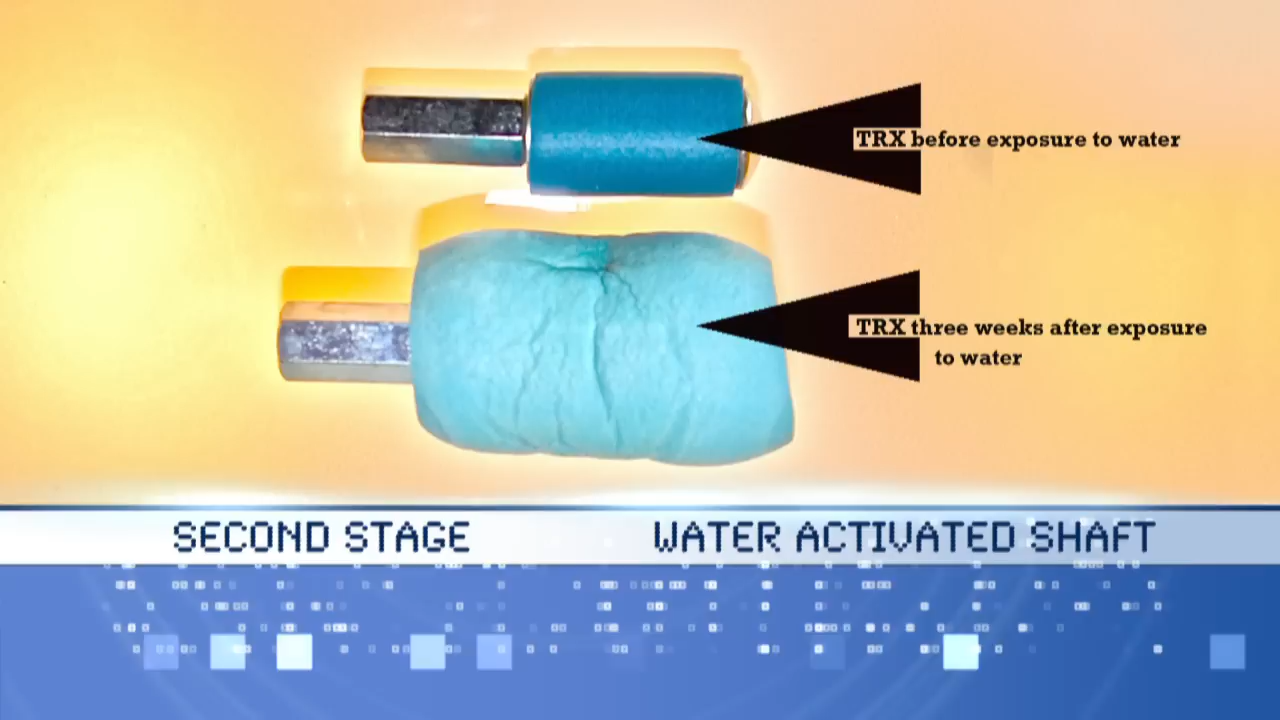 TRX before exposure to water
TRX three weeks after exposure
to water
SECOND STAGE
WATER ACTIVATED SHAFT